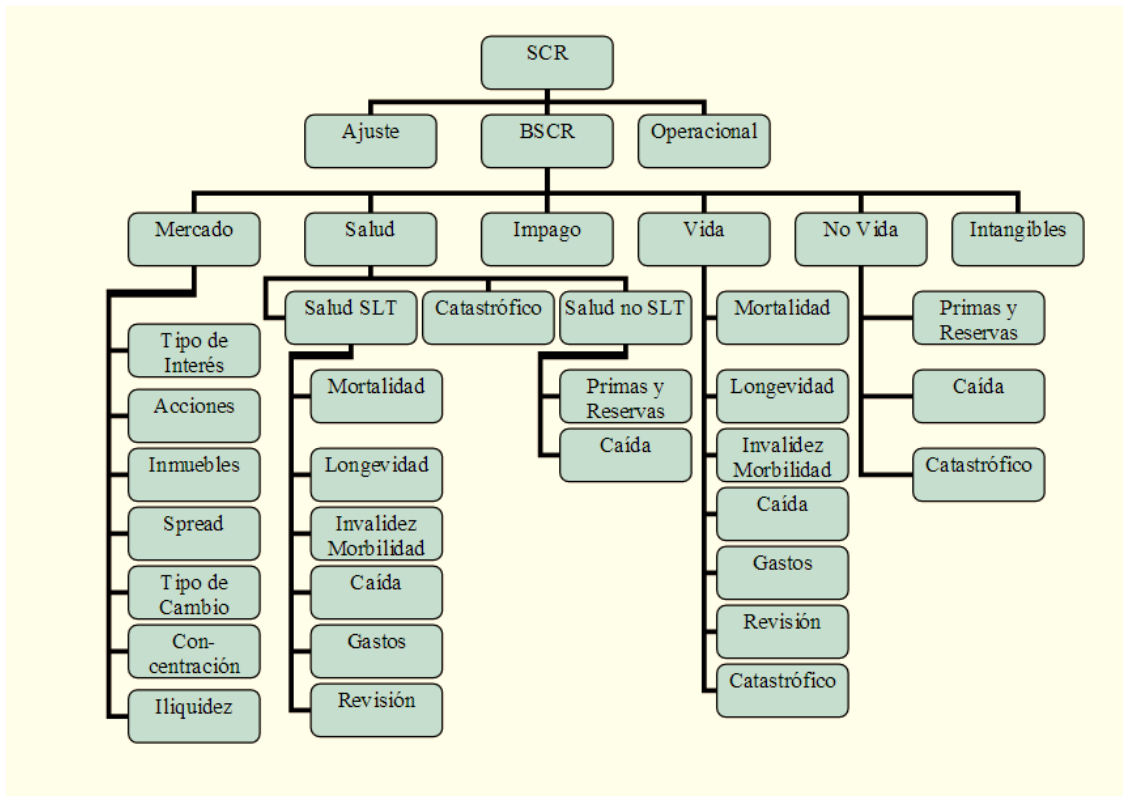 SCR
Ajuste
BSCR
Operacional
Mercado
Salud
Impago
Vida
No Vida
Intangibles
Tipo de
Interés
Acciones
Inmuebles
Spread
Tipo de
Cambio
Con-
centración
Iliquidez
Salud SLT
Catastrófico
Salud no SLT
Mortalidad
Longevidad
Invalidez
Morbilidad
Caída
Gastos
Revisión
Primas y
Reservas
Caída
Mortalidad
Longevidad
Invalidez
Morbilidad
Caída
Gastos
Revisión
Catastrófico
Primas y
Reservas
Caída
Catastrófico